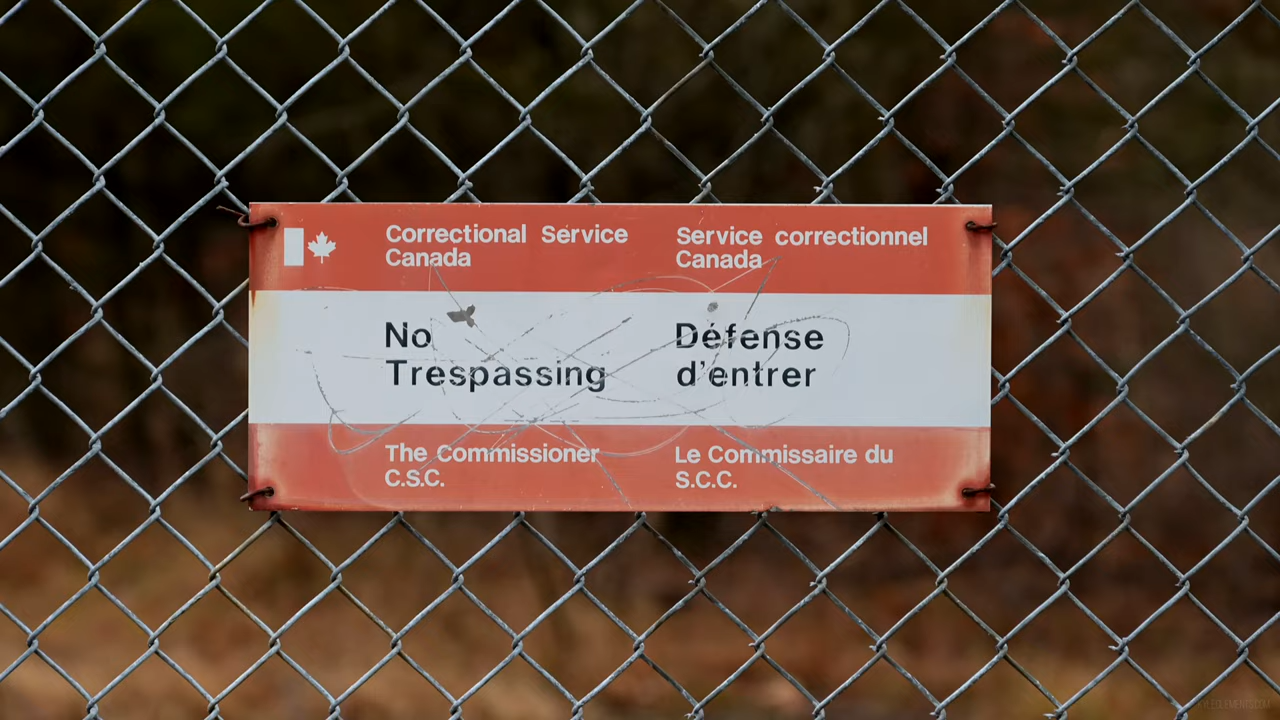 Correctional Service
Canada
Service correctionnel
Canada
No
Trespassing
Défense
d'entrer
The Commissioner
C.S.C.
Le Commissaire du
S.C.C.